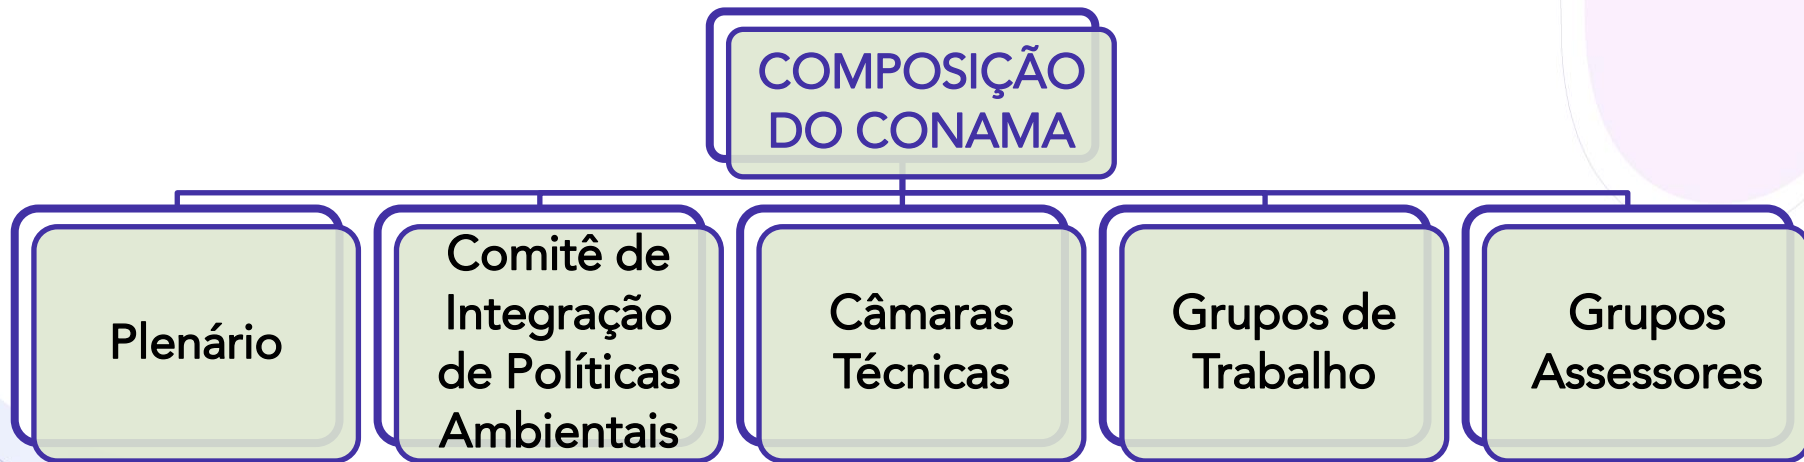 COMPOSIÇÃO
DO CONAMA
Plenário
Comitê de
Integração
de Políticas
Ambientais
Câmaras
Técnicas
Grupos de
Trabalho
Grupos
Assessores